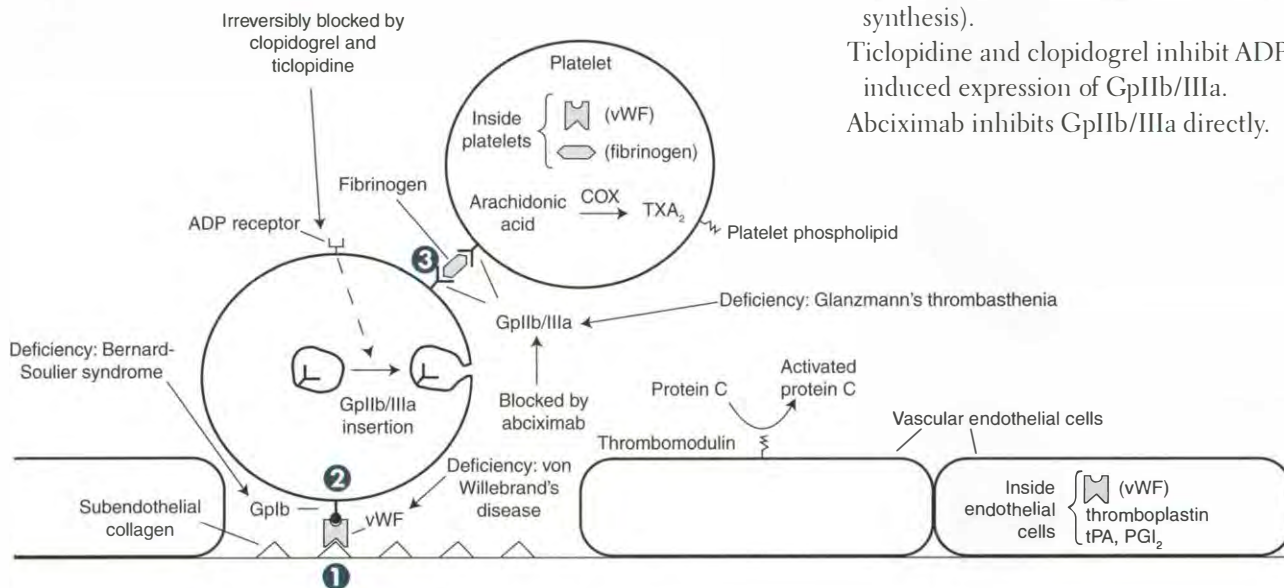 synthesis).
Ticlopidine and clopidogrel inhibit ADP
induced expression of GpIIb/IIIa.
Abciximab inhibits GpIIb/IIIa directly.
Irreversibly blocked by
clopidogrel and
ticlopidine
Platelet
Inside
platelets
(vWF)
(fibrinogen)
Arachidonic
acid
COX
TXA2
Platelet phospholipid
Fibrinogen
ADP receptor
3
GpIIb/IIIa
Deficiency: Glanzmann's thrombasthenia
Deficiency: Bernard-
Soulier syndrome
GpIIb/IIIa
insertion
Blocked by
abciximab
Protein C
Activated
protein C
Thrombomodulin
Vascular endothelial cells
Deficiency: von
Willebrand's
disease
2
GpIb
vWF
Subendothelial
collagen
1
Inside
endothelial
cells
(vWF)
thromboplastin
tPA, PGI2